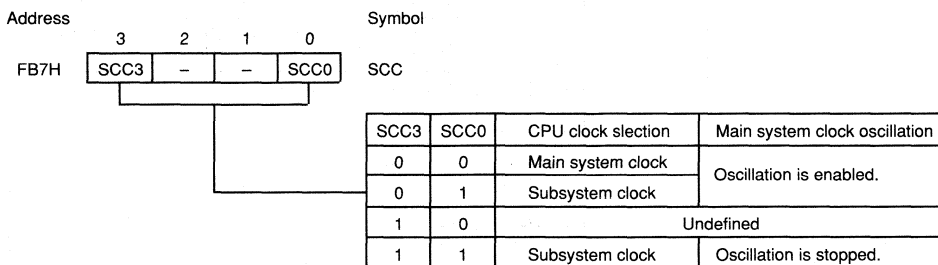 Address Symbol
3 2 1 0
FB7H SCC3 – – SCC0 SCC
SCC3 SCC0 CPU clock slection Main system clock oscillation
0 0 Main system clock Oscillation is enabled.
0 1 Subsystem clock
1 0 Undefined
1 1 Subsystem clock Oscillation is stopped.